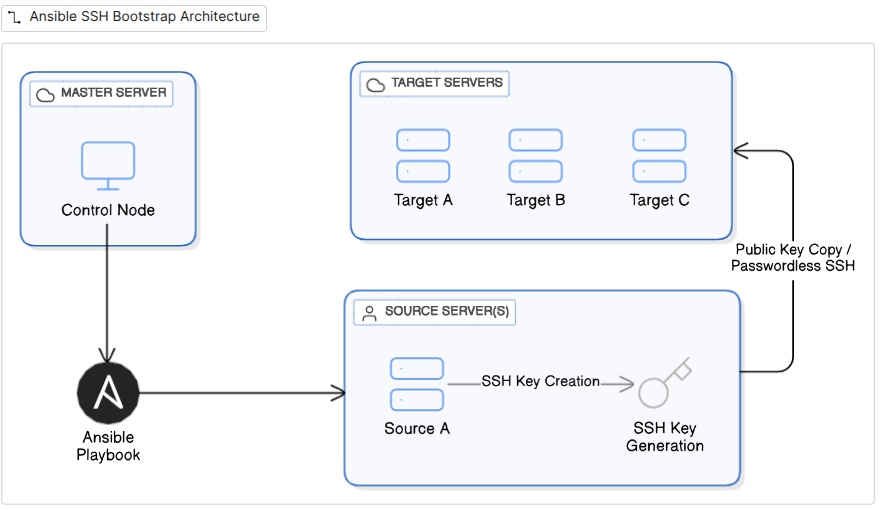 Ansible SSH Bootstrap Architecture
MASTER SERVER
Control Node
TARGET SERVERS
Target A
Target B
Target C
Public Key Copy /
Passwordless SSH
SOURCE SERVER(S)
Source A
SSH Key Creation
SSH Key
Generation
Ansible
Playbook